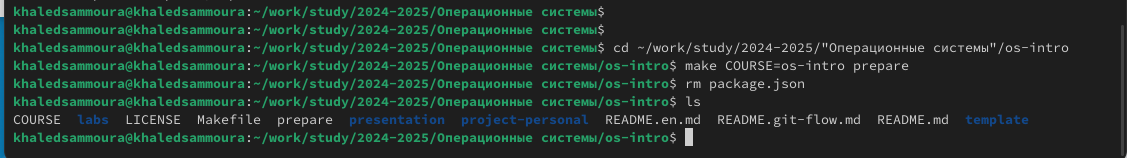 khaledsammoura@khaledsammoura:~/work/study/2024-2025/Операционные системы$
khaledsammoura@khaledsammoura:~/work/study/2024-2025/Операционные системы$
khaledsammoura@khaledsammoura:~/work/study/2024-2025/Операционные системы$ cd ~/work/study/2024-2025/"Операционные системы"/os-intro
khaledsammoura@khaledsammoura:~/work/study/2024-2025/Операционные системы/os-intro$ make COURSE=os-intro prepare
khaledsammoura@khaledsammoura:~/work/study/2024-2025/Операционные системы/os-intro$ rm package.json
khaledsammoura@khaledsammoura:~/work/study/2024-2025/Операционные системы/os-intro$ ls
COURSE labs LICENSE Makefile prepare presentation project-personal README.en.md README.git-flow.md README.md template
khaledsammoura@khaledsammoura:~/work/study/2024-2025/Операционные системы/os-intro$